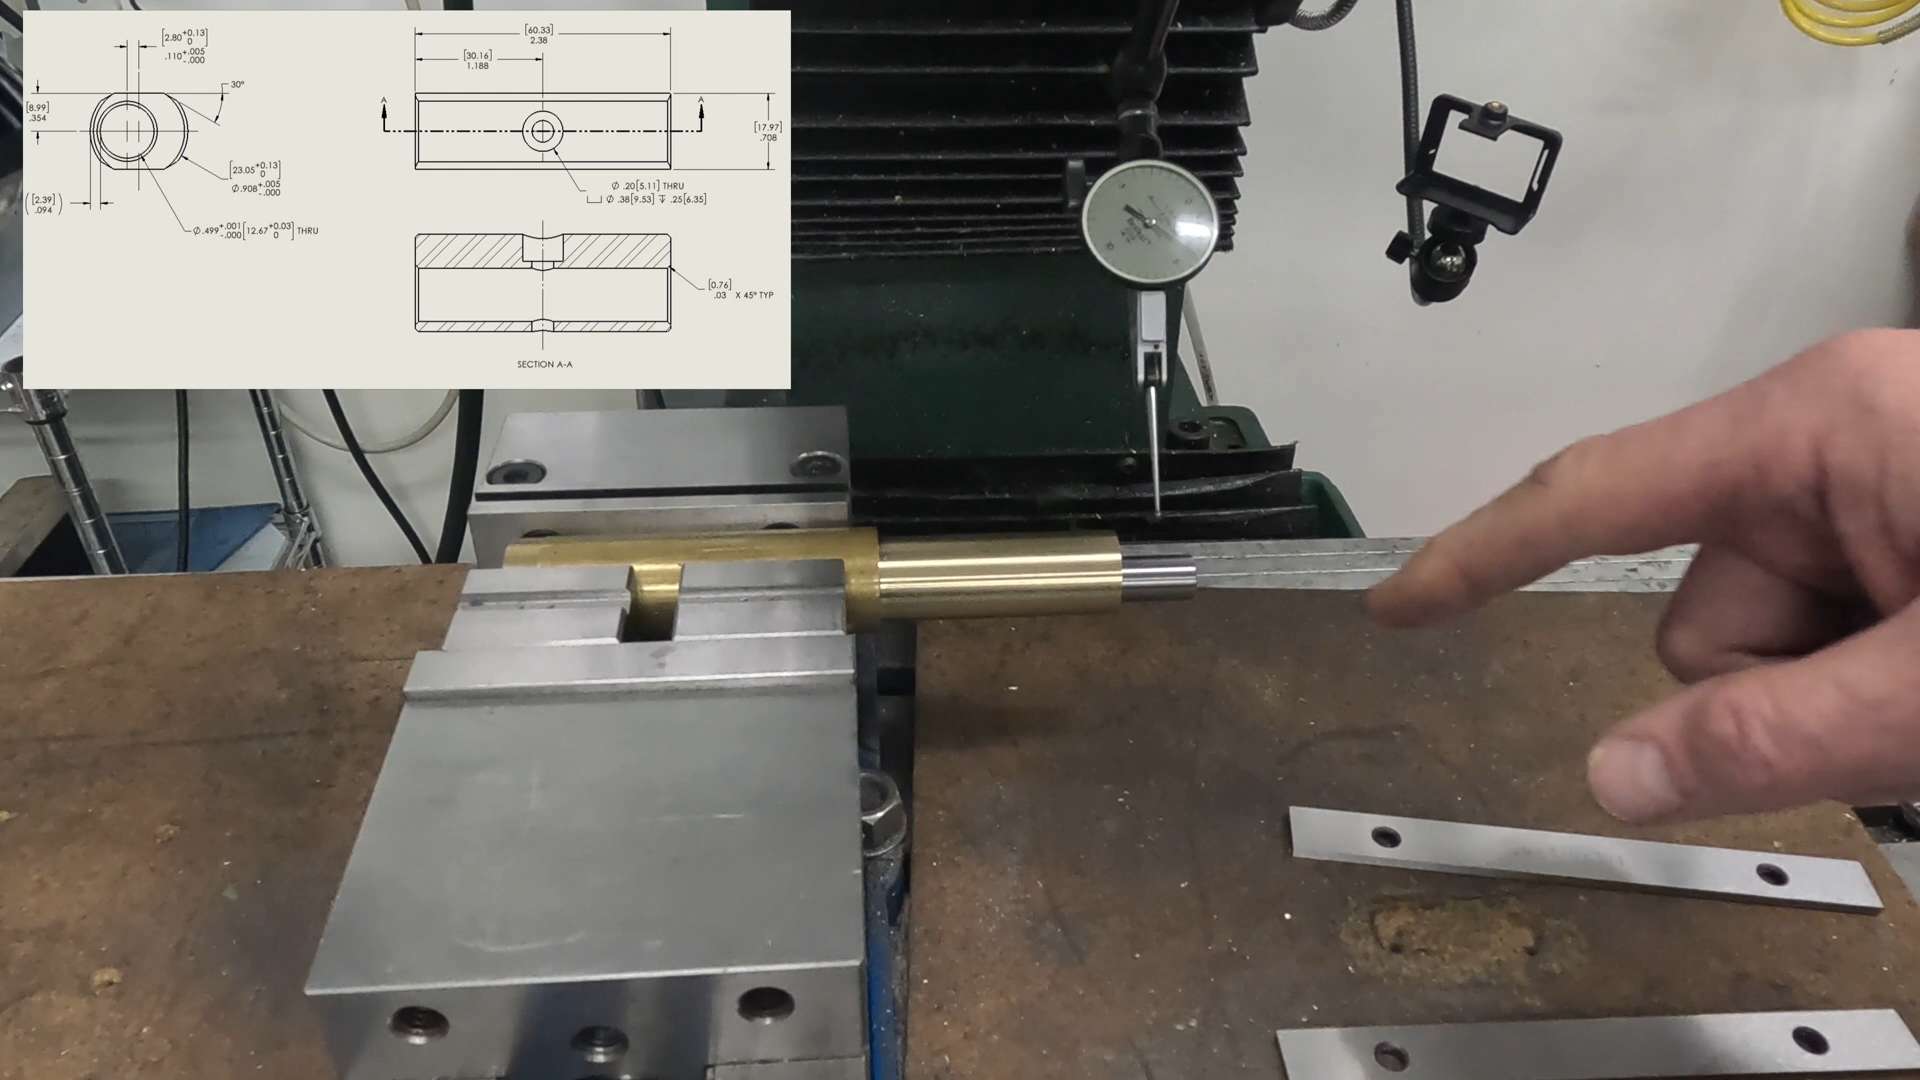 [2.80+0.13 0]
.110+.005 -.000
30°
[8.99]
.354
[23.05+0.13 0]
Ø.908+.005 -.000
([2.39] .094)
Ø.499+.001 -.000[12.67+0.03 0] THRU
[60.33]
2.38
[30.16]
1.188
A A
[17.97]
.708
Ø .20[5.11] THRU
⌴ Ø .38[9.53] ↧ .25[6.35]
[0.76]
.03 X 45° TYP
SECTION A-A